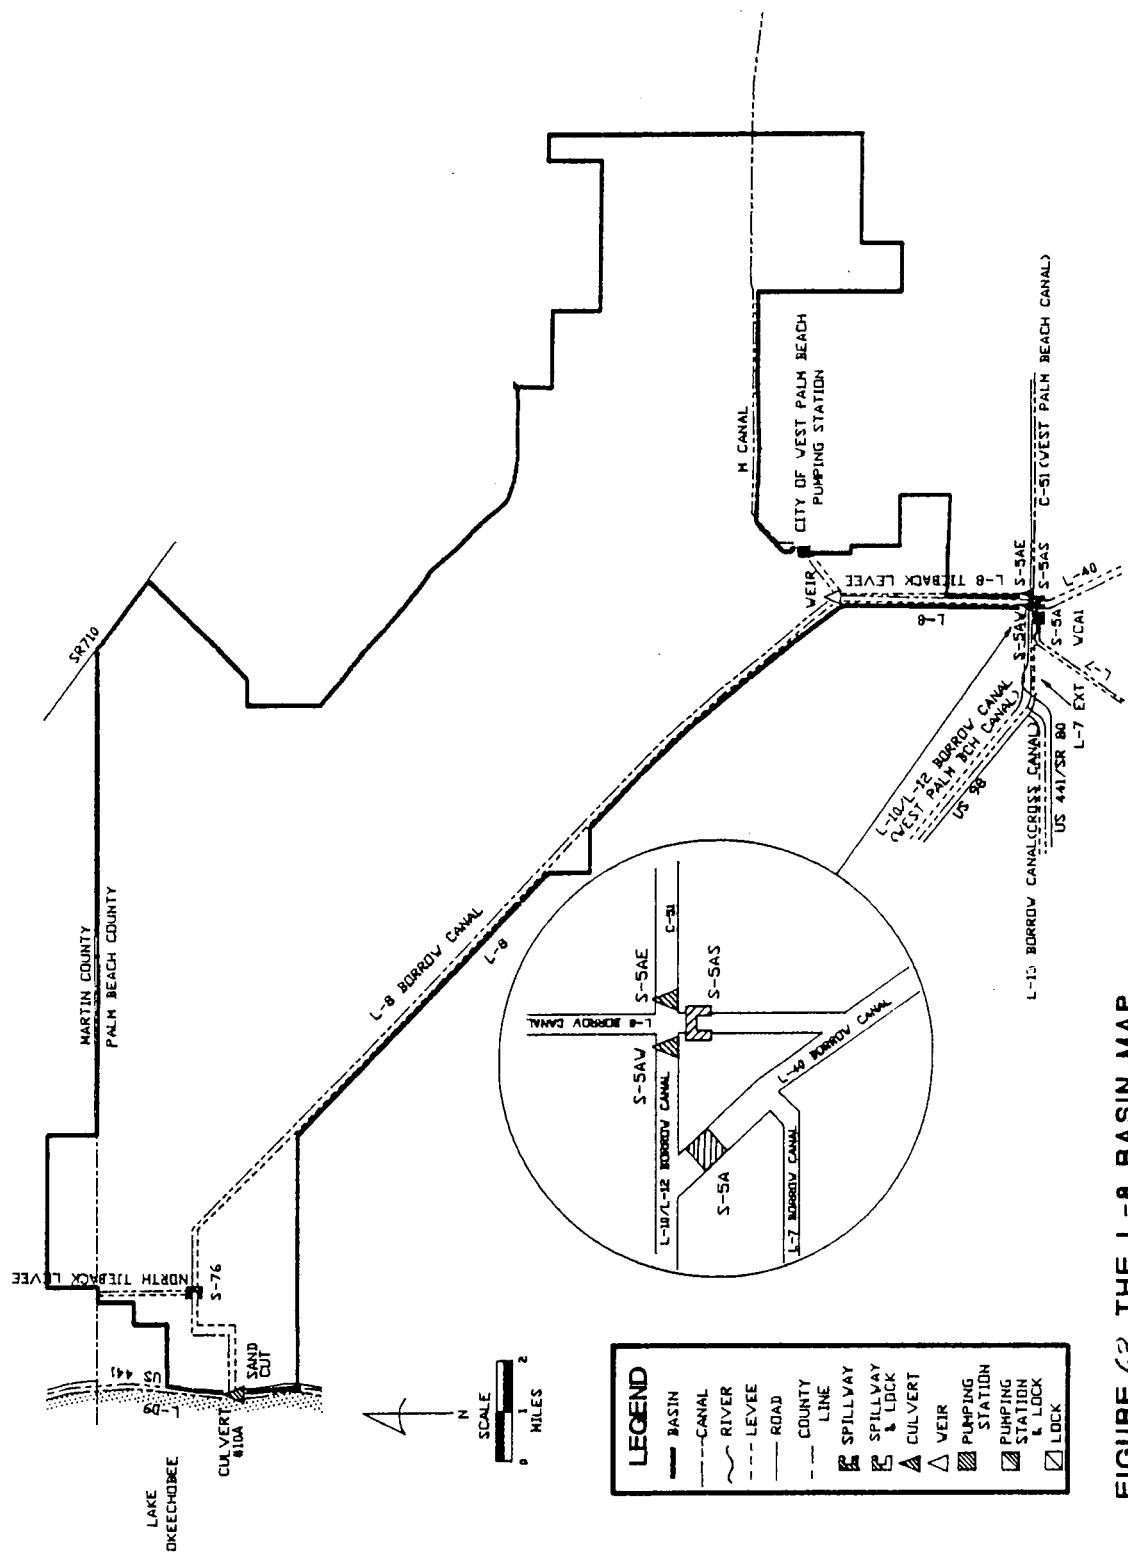 SR710
MARTIN COUNTY
PALM BEACH COUNTY
NORTH TIEBACK LEVEE
S-76
US
441
L-D9
SAND
CUT
CULVERT
#10A
LAKE
OKEECHOBEE
L-8 BORROW CANAL
L-8
M CANAL
CITY OF WEST PALM BEACH
PUMPING STATION
WEIR
L-8 TIEBACK LEVEE
L-8
S-5AE
S-5AS
C-51 (WEST PALM BEACH CANAL)
L-40
S-5AW
S-5A
WCA1
L-7
L-7 EXT
L-10/L-12 BORROW CANAL
(WEST PALM BCH CANAL)
US 98
US 441/SR 80
L-13 BORROW CANAL(CROSS CANAL)
L-8 BORROW CANAL
S-5AE
C-51
S-5AS
S-5AW
L-10/L-12 BORROW CANAL
S-5A
L-40 BORROW CANAL
L-7 BORROW CANAL
N
SCALE
0 1 2
MILES
LEGEND
BASIN
CANAL
RIVER
LEVEE
ROAD
COUNTY
LINE
SPILLWAY
SPILLWAY
& LOCK
CULVERT
WEIR
PUMPING
STATION
PUMPING
STATION
& LOCK
LOCK
FIGURE THE L-8 BASIN MAP